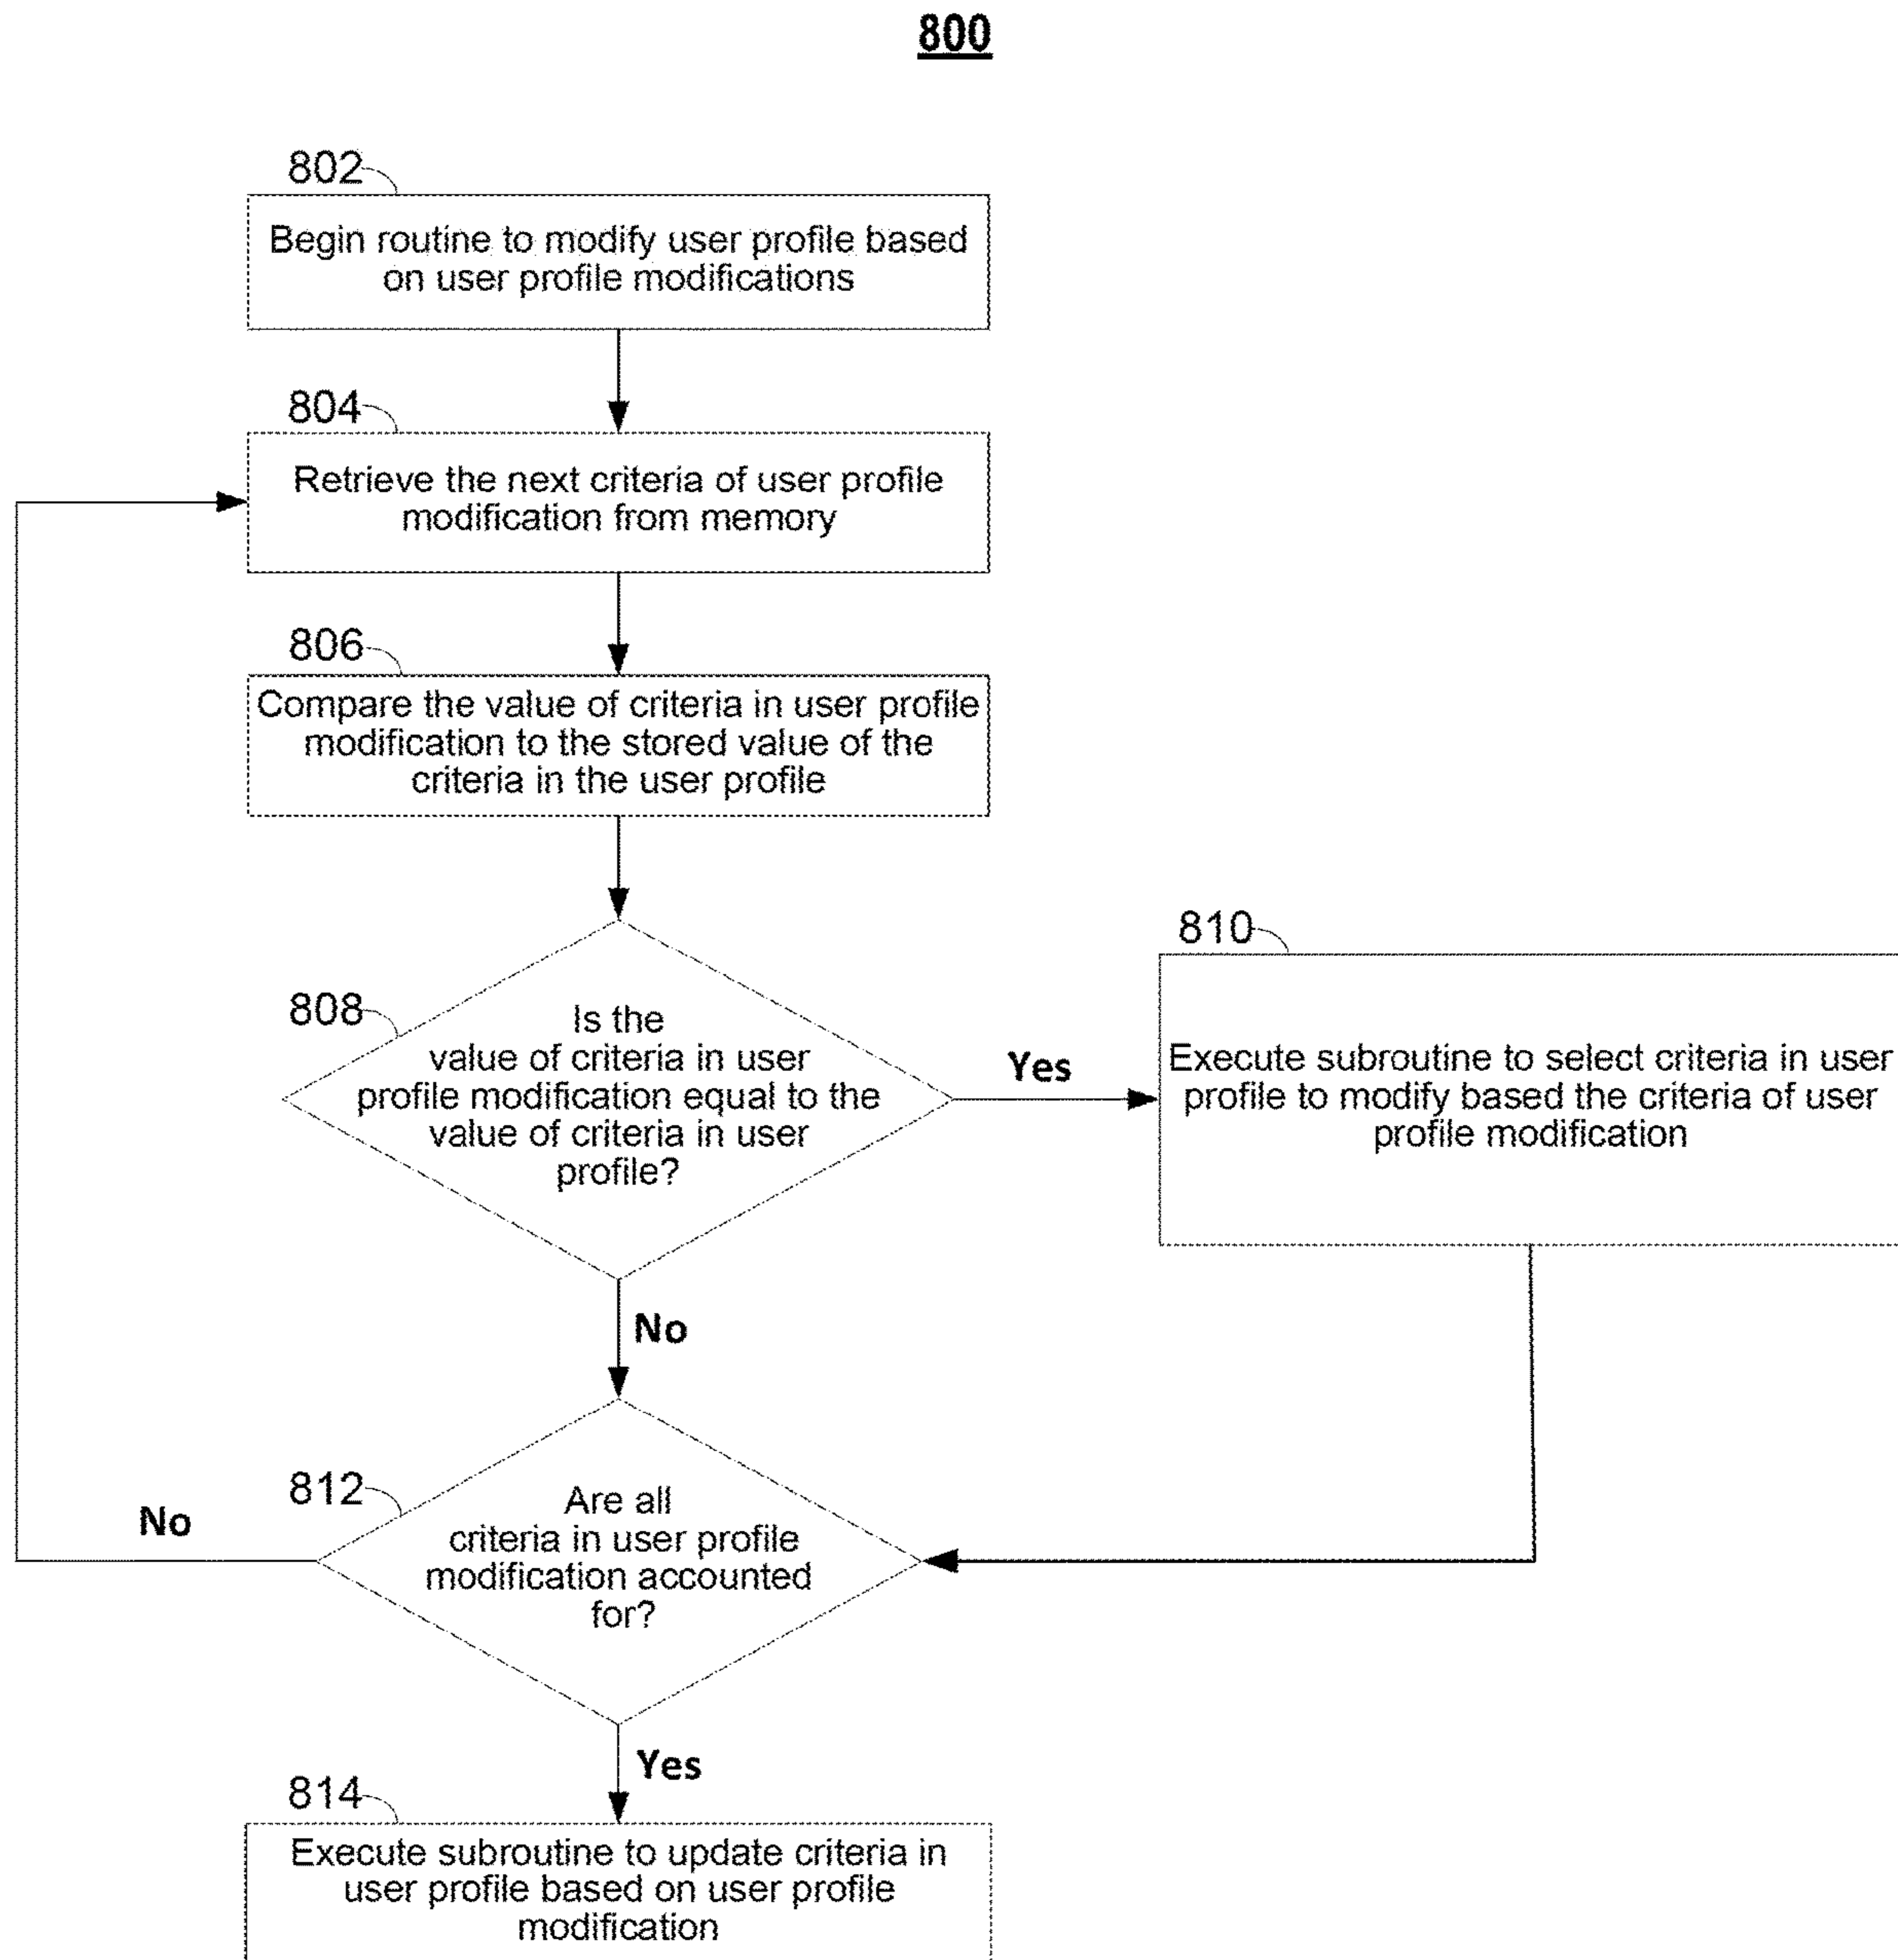 800
802
Begin routine to modify user profile based
on user profile modifications
804
Retrieve the next criteria of user profile
modification from memory
806
Compare the value of criteria in user profile
modification to the stored value of the
criteria in the user profile
808
Is the
value of criteria in user
profile modification equal to the
value of criteria in user
profile?
Yes
810
Execute subroutine to select criteria in user
profile to modify based the criteria of user
profile modification
No
812
Are all
criteria in user profile
modification accounted
for?
No
Yes
814
Execute subroutine to update criteria in
user profile based on user profile
modification